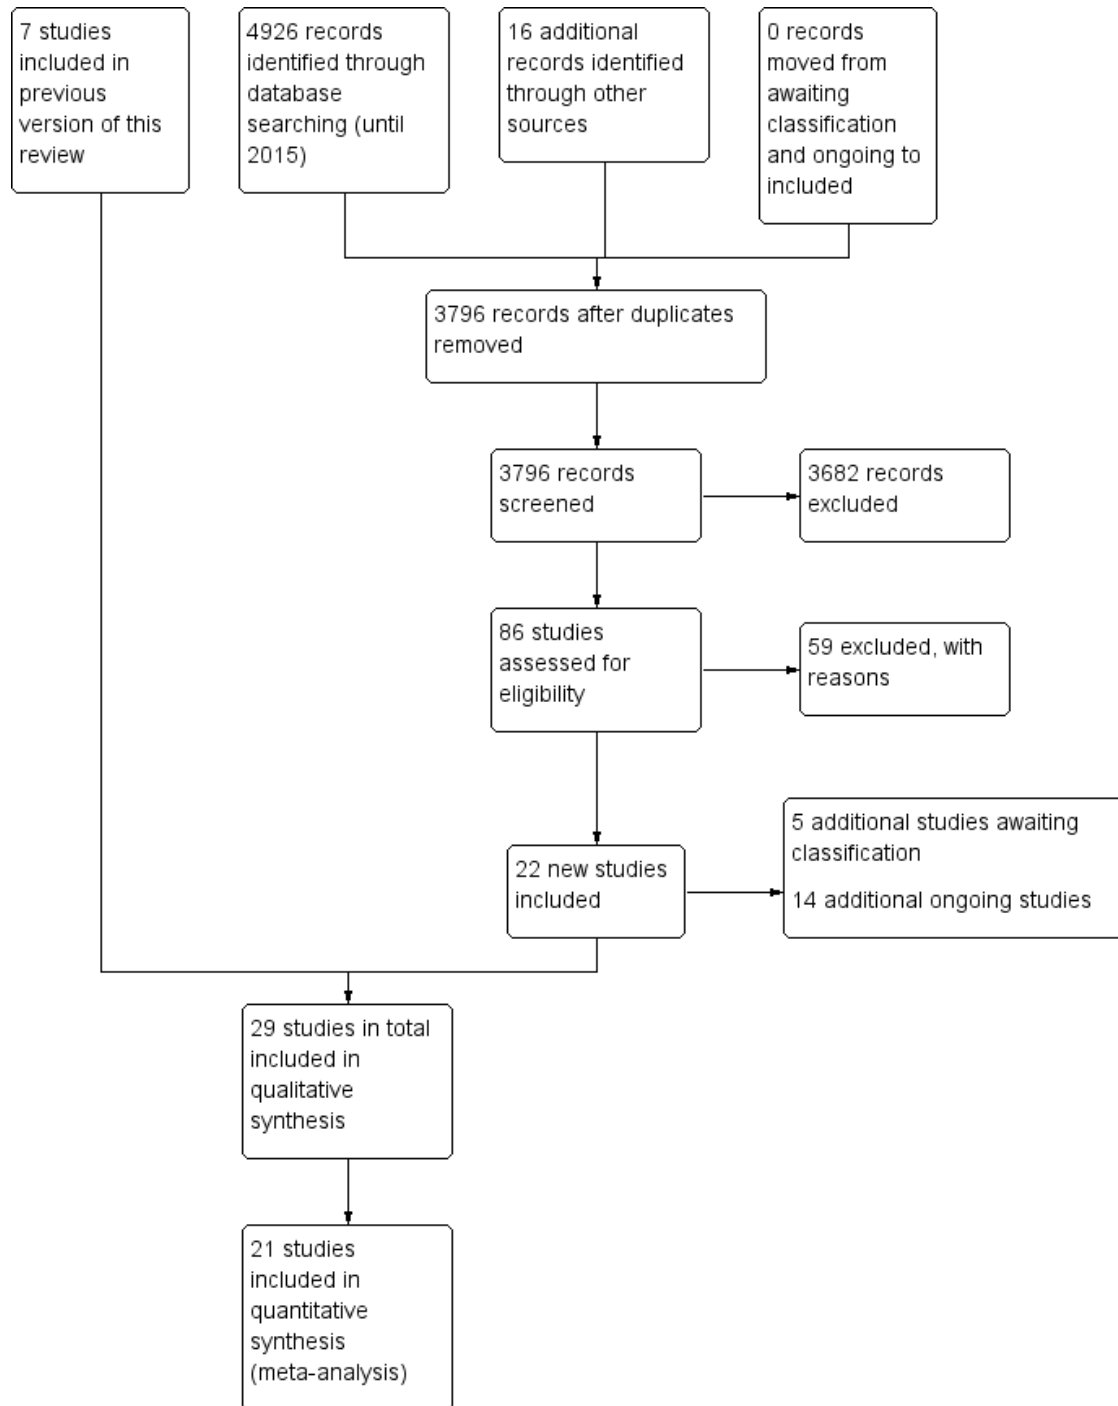 7 studies
included in
previous
version of this
review
4926 records
identified through
database
searching (until
2015)
16 additional
records identified
through other
sources
0 records
moved from
awaiting
classification
and ongoing to
included
3796 records after duplicates
removed
3796 records
screened
3682 records
excluded
86 studies
assessed for
eligibility
59 excluded, with
reasons
22 new studies
included
5 additional studies awaiting
classification
14 additional ongoing studies
29 studies in total
included in
qualitative
synthesis
21 studies
included in
quantitative
synthesis
(meta-analysis)